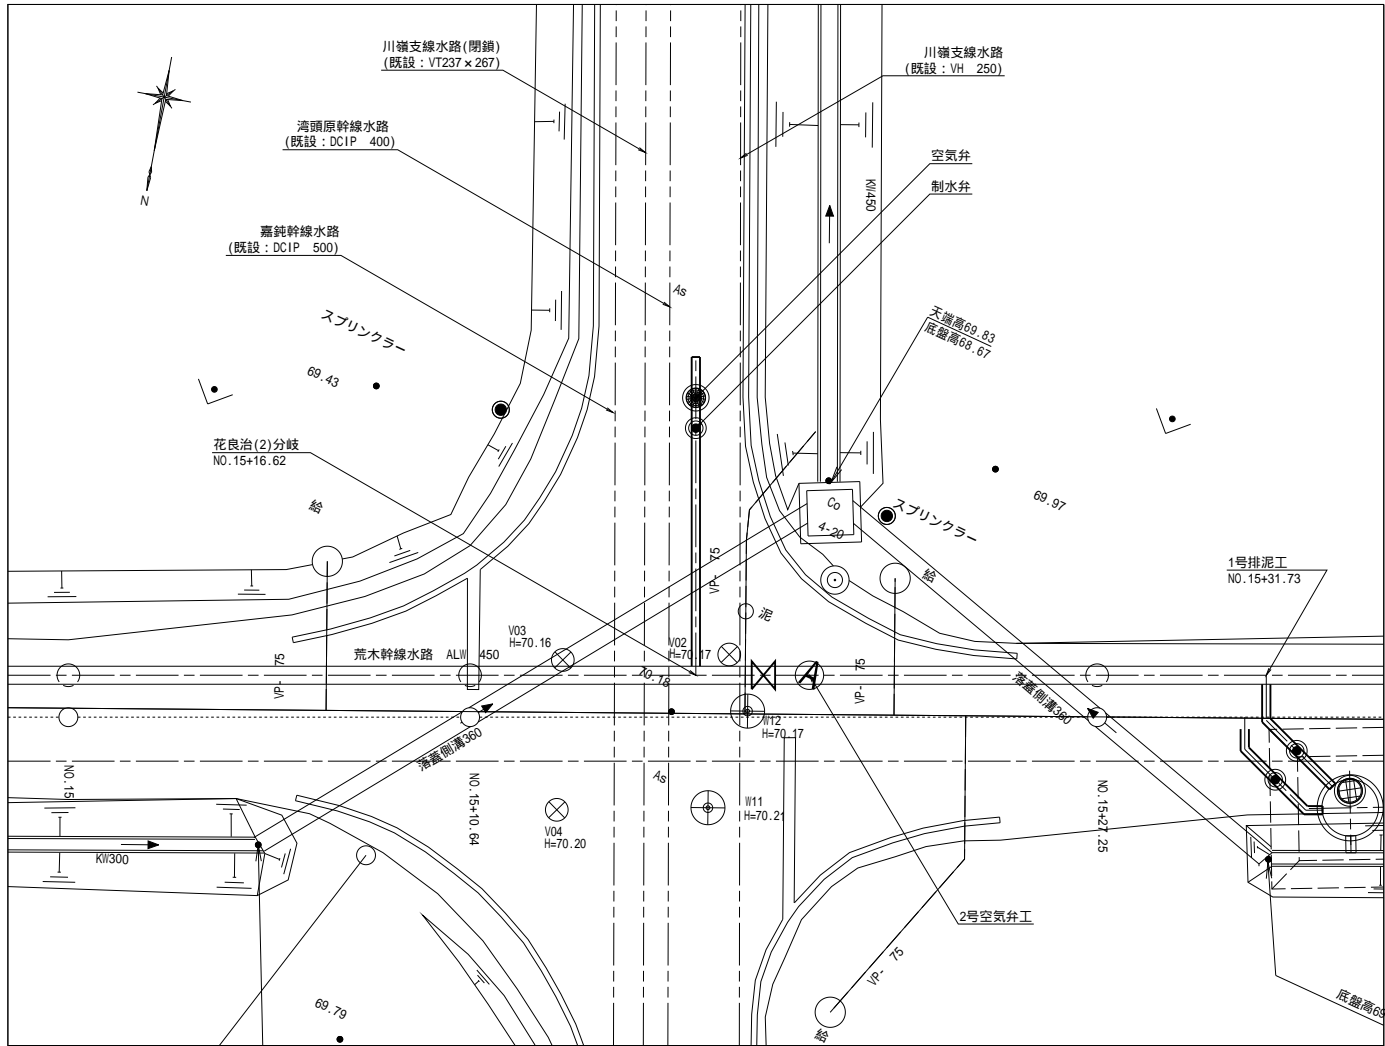 川嶺支線水路(閉鎖)
(既設：VT237×267)
川嶺支線水路
(既設：VH 250)
湾頭原幹線水路
(既設：DCIP 400)
空気弁
制水弁
KW450
N
嘉鈍幹線水路
(既設：DCIP 500)
As
天端高69.83
底盤高68.67
スプリンクラー
69.43
花良治(2)分岐
NO.15+16.62
給
69.97
Co
4-20
スプリンクラー
VP- 75
給
1号排泥工
NO.15+31.73
泥
V03
H=70.16
V02
H=70.17
荒木幹線水路 ALW 450
VP- 75
70.18
A
VP- 75
落蓋側溝360
W12
H=70.17
落蓋側溝360
As
NO.15
NO.15+10.64
NO.15+27.25
V04
H=70.20
W11
H=70.21
KW300
2号空気弁工
VP- 75
69.79
給
底盤高69